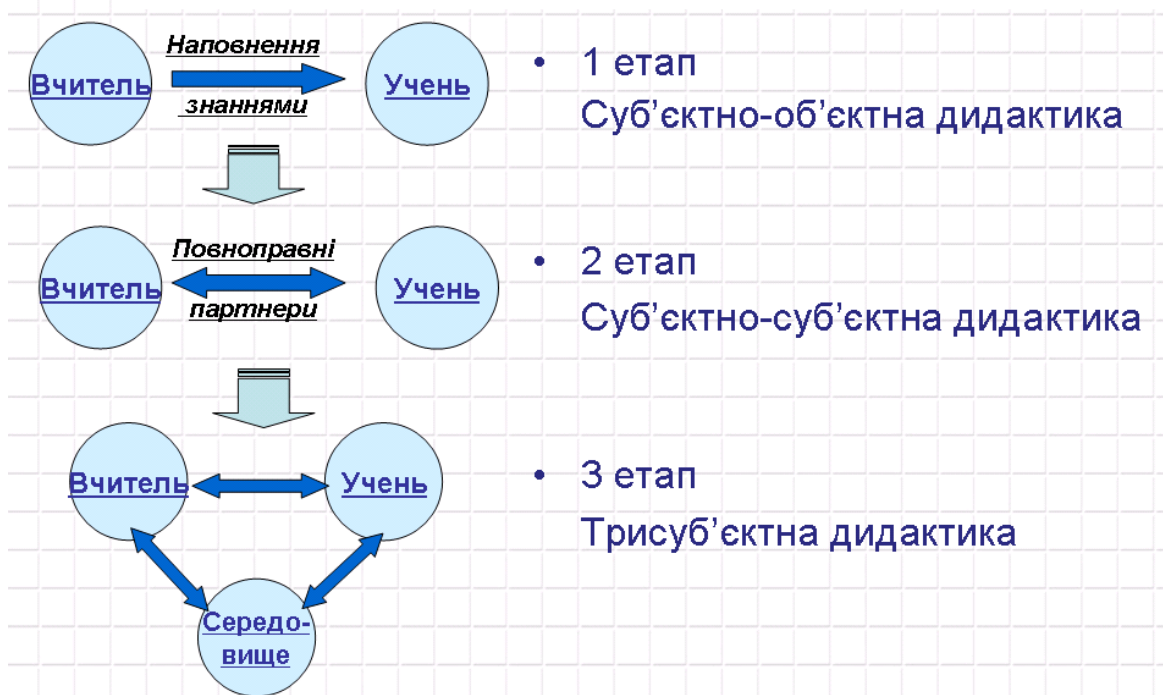 Наповнення
Вчитель
Учень
знаннями
• 1 етап
Суб’єктно-об’єктна дидактика
Повноправні
Вчитель
Учень
партнери
• 2 етап
Суб’єктно-суб’єктна дидактика
Вчитель
Учень
• 3 етап
Трисуб’єктна дидактика
Середо-
вище